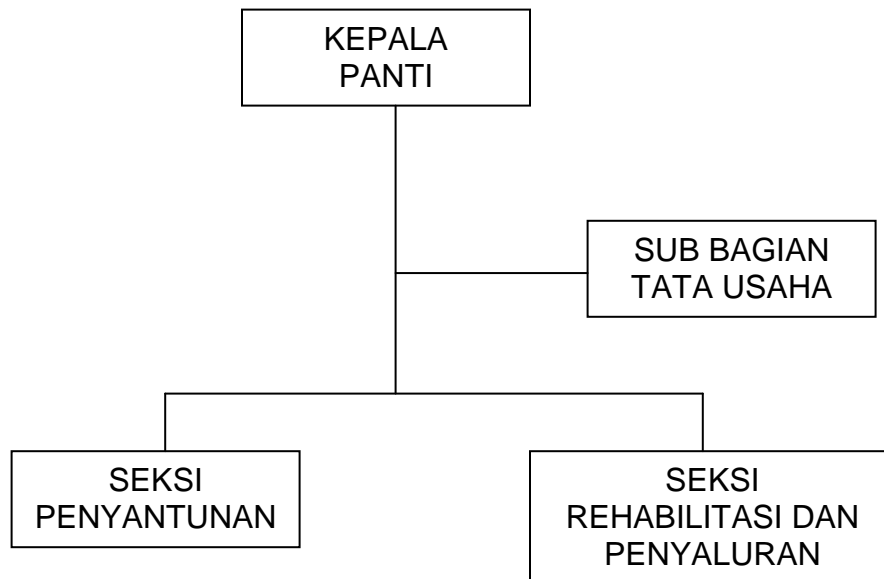 KEPALA
PANTI
SUB BAGIAN
TATA USAHA
SEKSI
PENYANTUNAN
SEKSI
REHABILITASI DAN
PENYALURAN